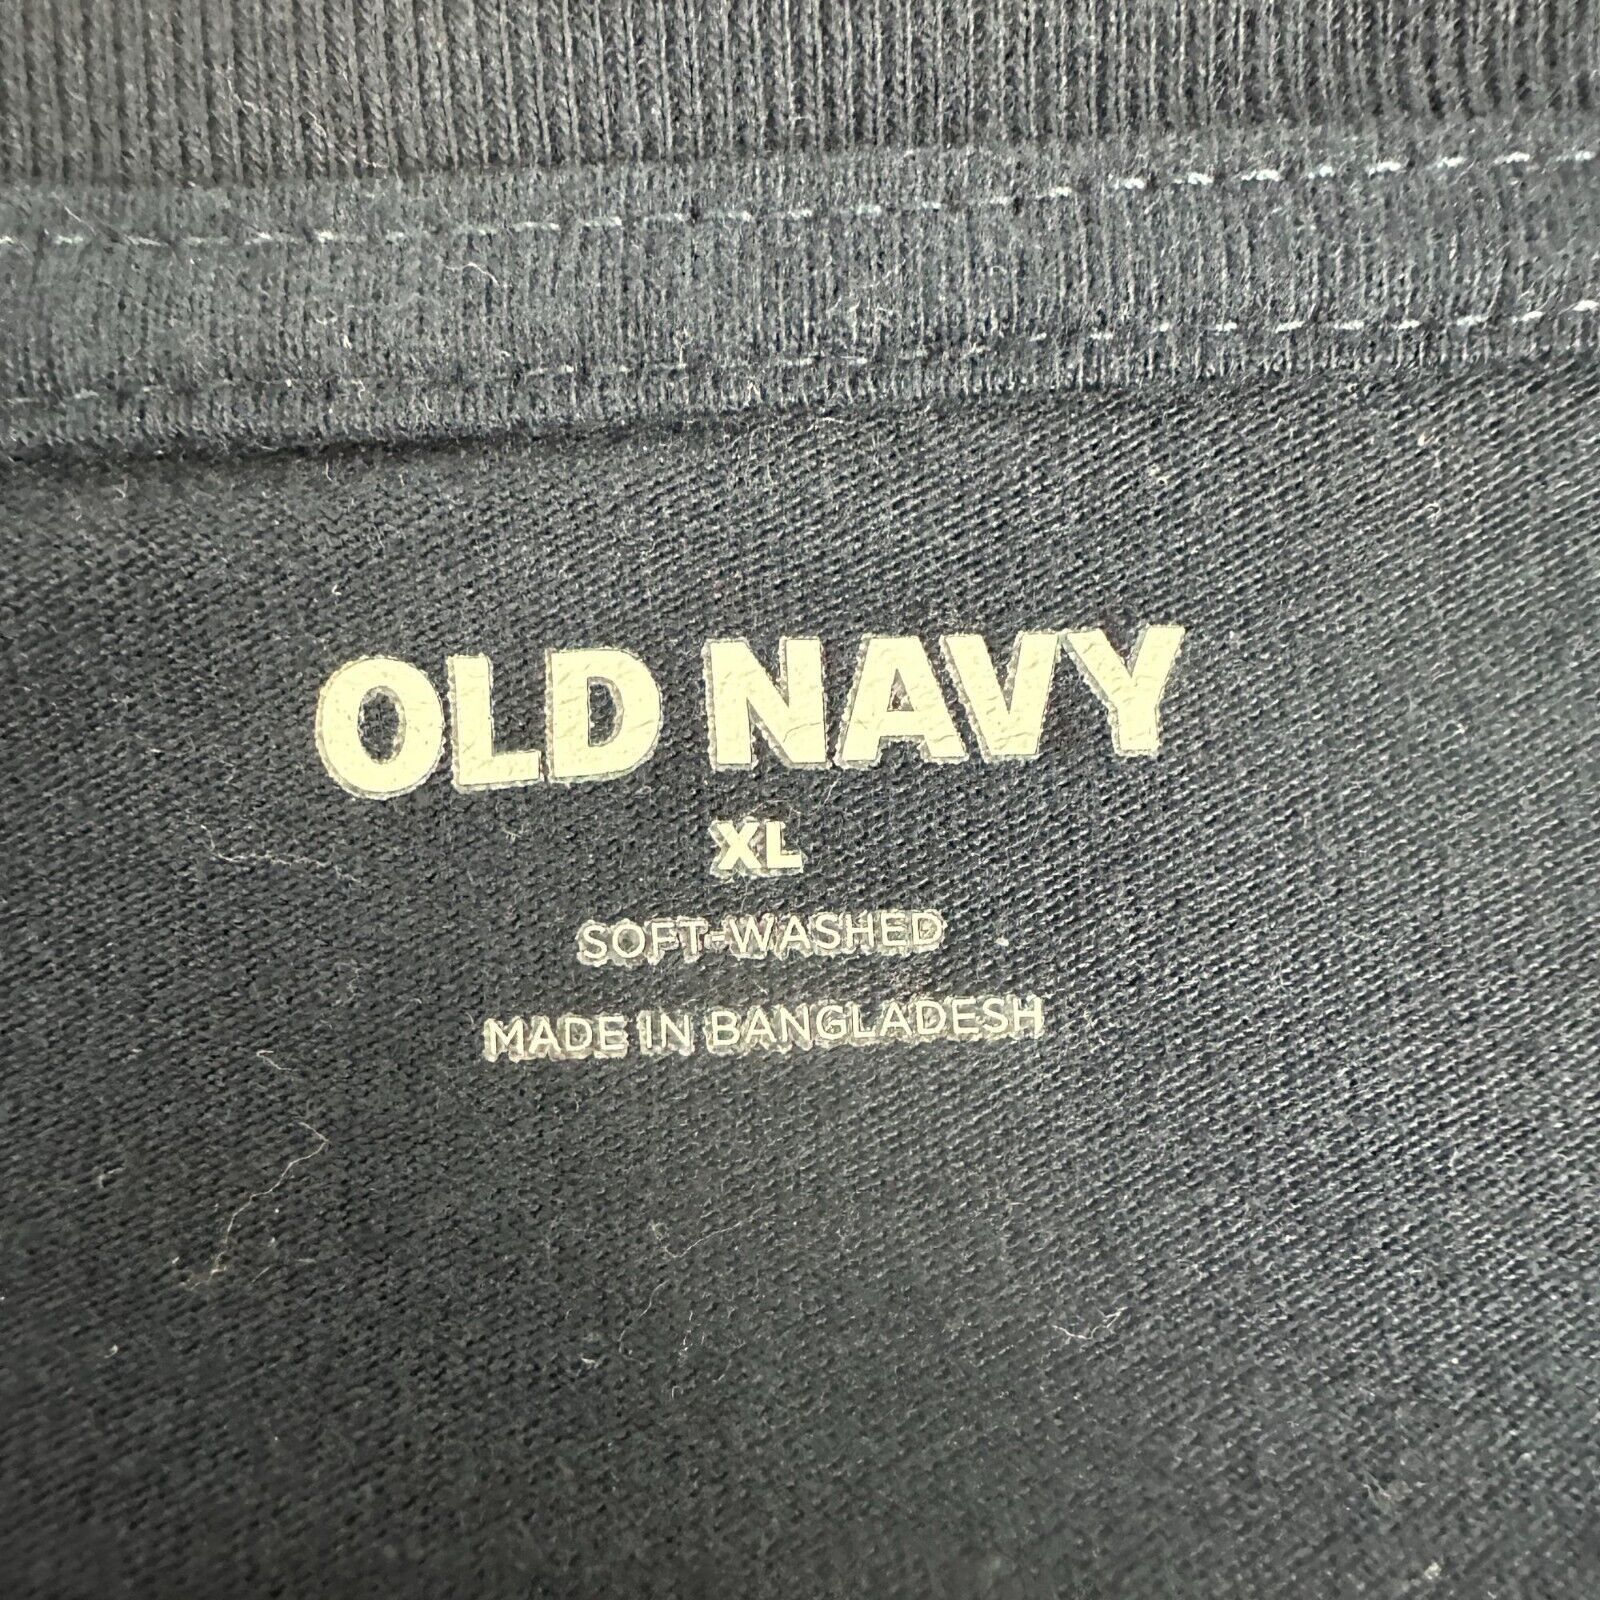 OLD NAVY
XL
SOFT-WASHED
MADE IN BANGLADESH